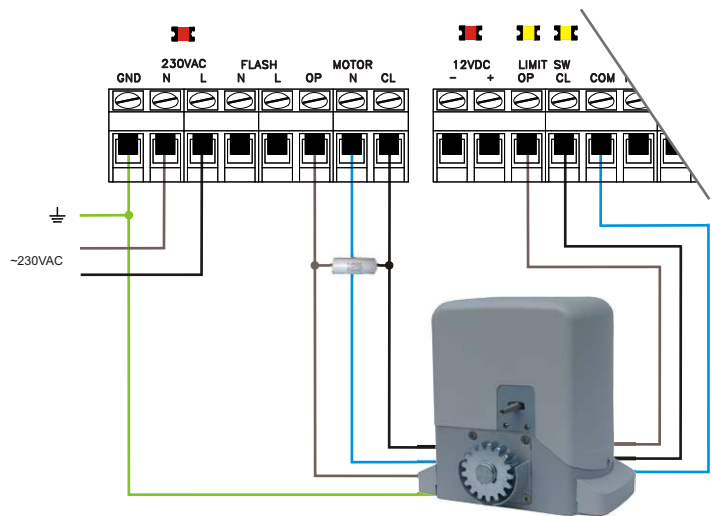 230VAC FLASH MOTOR 12VDC LIMIT SW
GND N L N L OP N CL - + OP CL COM
~230VAC